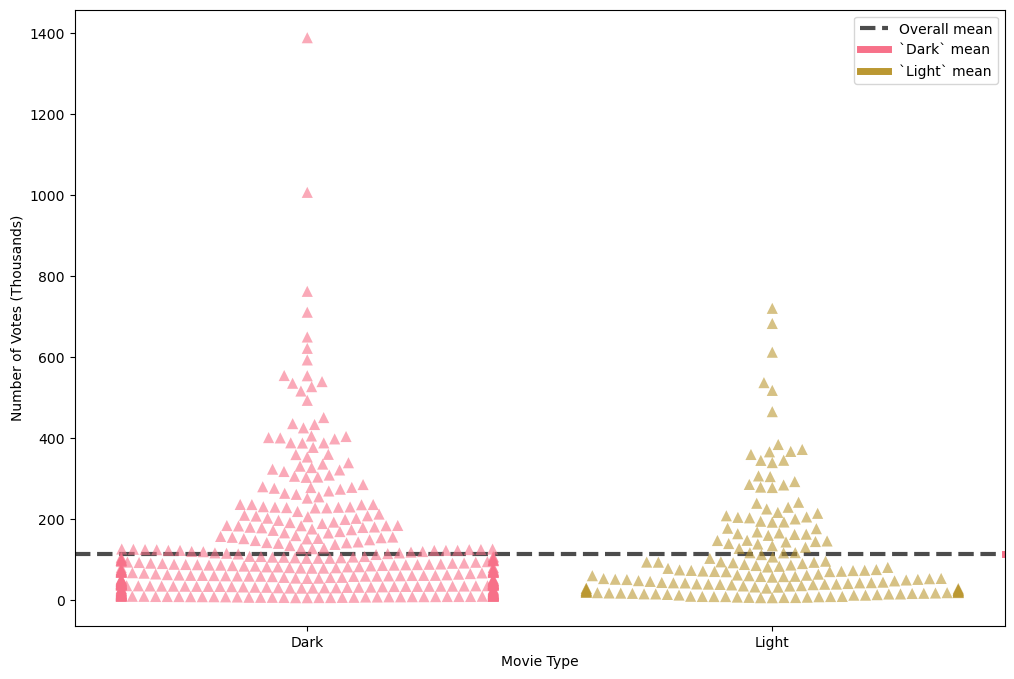 Overall mean
`Dark` mean
`Light` mean
Number of Votes (Thousands)
1400
1200
1000
800
600
400
200
0
Dark
Light
Movie Type